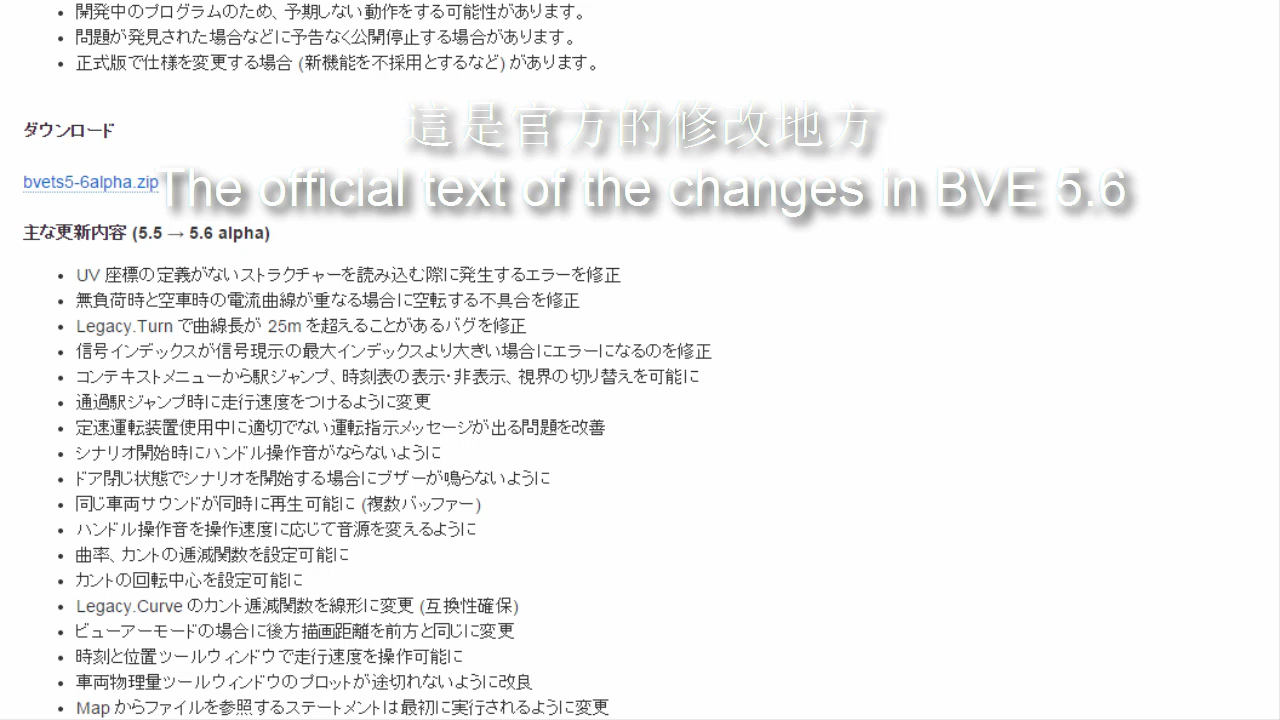 開発中のプログラムのため、予期しない動作をする可能性があります。
問題が発見された場合などに予告なく公開停止する場合があります。
正式版で仕様を変更する場合 (新機能を不採用とするなど) があります。
這是官方的修改地方
ダウンロード
The official text of the changes in BVE 5.6
bvets5-6alpha.zip
主な更新内容 (5.5 → 5.6 alpha)
UV 座標の定義がないストラクチャーを読み込む際に発生するエラーを修正
無負荷時と空車時の電流曲線が重なる場合に空転する不具合を修正
Legacy.Turn で曲線長が 25m を超えることがあるバグを修正
信号インデックスが信号現示の最大インデックスより大きい場合にエラーになるのを修正
コンテキストメニューから駅ジャンプ、時刻表の表示・非表示、視界の切り替えを可能に
通過駅ジャンプ時に走行速度をつけるように変更
定速運転装置使用中に適切でない運転指示メッセージが出る問題を改善
シナリオ開始時にハンドル操作音がならないように
ドア閉じ状態でシナリオを開始する場合にブザーが鳴らないように
同じ車両サウンドが同時に再生可能に (複数バッファー)
ハンドル操作音を操作速度に応じて音源を変えるように
曲率、カントの逓減関数を設定可能に
カントの回転中心を設定可能に
Legacy.Curve のカント逓減関数を線形に変更 (互換性確保)
ビューアーモードの場合に後方描画距離を前方と同じに変更
時刻と位置ツールウィンドウで走行速度を操作可能に
車両物理量ツールウィンドウのプロットが途切れないように改良
Map からファイルを参照するステートメントは最初に実行されるように変更